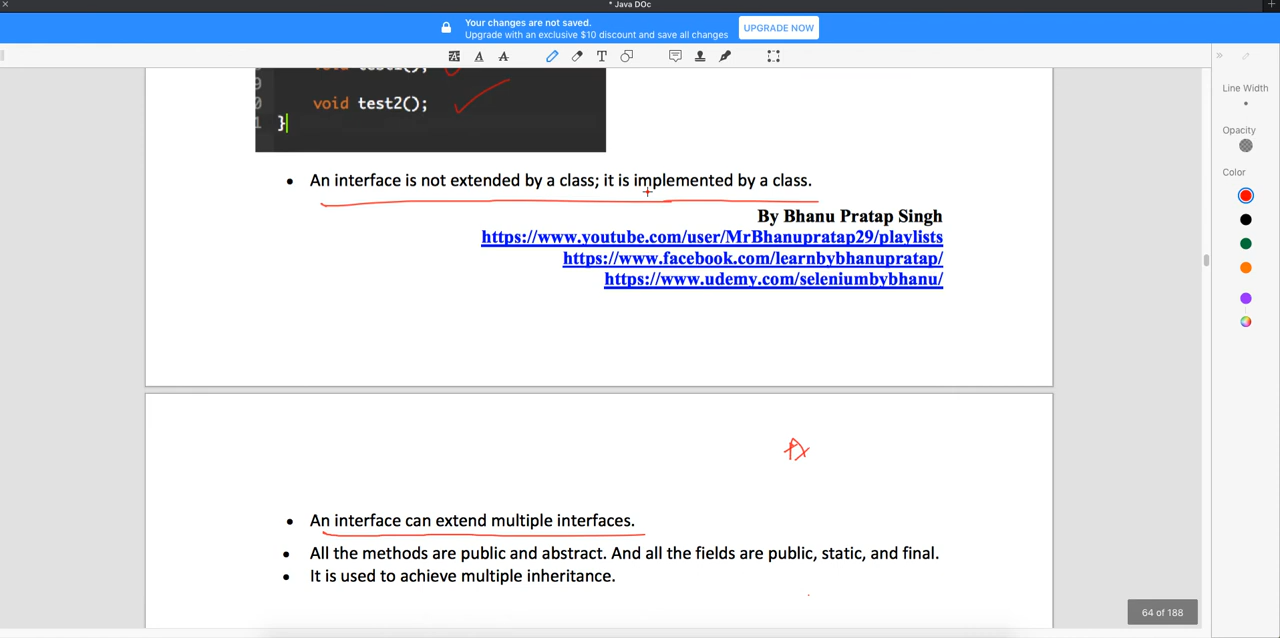 * Java DOc
Your changes are not saved.
Upgrade with an exclusive $10 discount and save all changes
UPGRADE NOW
Line Width
Opacity
Color
9
0 void test2();
1 }
• An interface is not extended by a class; it is implemented by a class.
By Bhanu Pratap Singh
https://www.youtube.com/user/MrBhanupratap29/playlists
https://www.facebook.com/learnbybhanupratap/
https://www.udemy.com/seleniumbybhanu/
• An interface can extend multiple interfaces.
• All the methods are public and abstract. And all the fields are public, static, and final.
• It is used to achieve multiple inheritance.
64 of 188